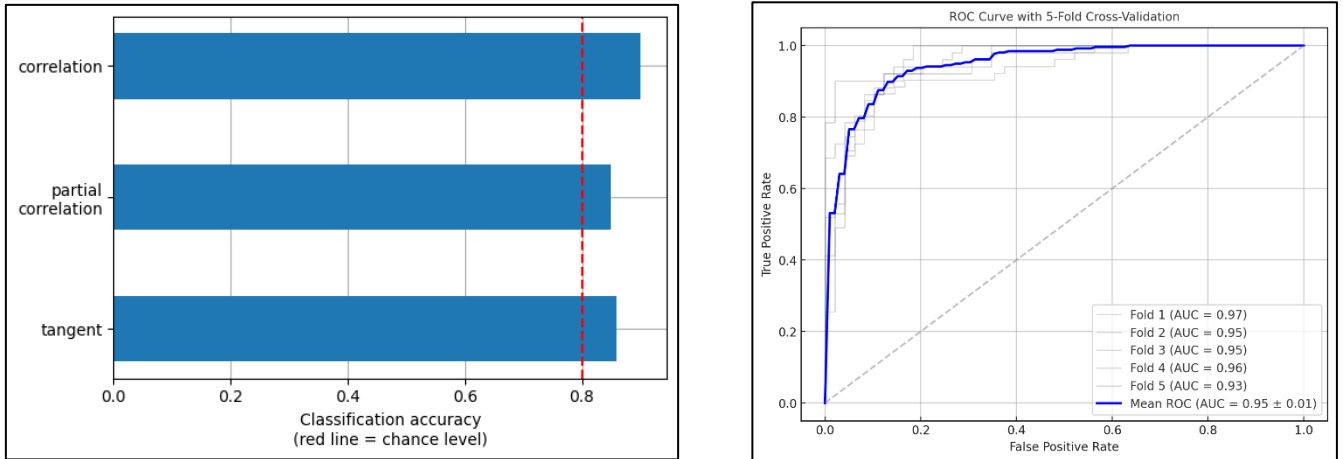 correlation
partial
correlation
tangent
0.0 0.2 0.4 0.6 0.8
Classification accuracy
(red line = chance level)
ROC Curve with 5-Fold Cross-Validation
True Positive Rate
1.0
0.8
0.6
0.4
0.2
0.0
Fold 1 (AUC = 0.97)
Fold 2 (AUC = 0.95)
Fold 3 (AUC = 0.95)
Fold 4 (AUC = 0.96)
Fold 5 (AUC = 0.93)
Mean ROC (AUC = 0.95 ± 0.01)
0.0 0.2 0.4 0.6 0.8 1.0
False Positive Rate